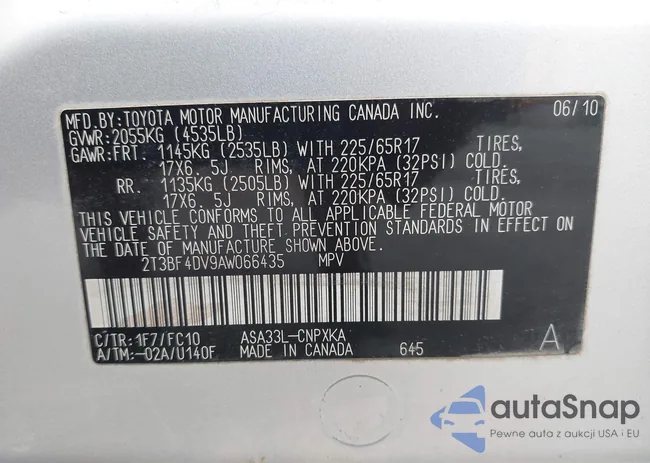 MFD.BY:TOYOTA MOTOR MANUFACTURING CANADA INC. 06/10
GVWR:2055KG (4535LB)
GAWR:FRT. 1145KG (2535LB) WITH 225/65R17 TIRES,
17X6.5J RIMS, AT 220KPA (32PSI) COLD.
RR. 1135KG (2505LB) WITH 225/65R17 TIRES,
17X6.5J RIMS, AT 220KPA (32PSI) COLD.
THIS VEHICLE CONFORMS TO ALL APPLICABLE FEDERAL MOTOR
VEHICLE SAFETY AND THEFT PREVENTION STANDARDS IN EFFECT ON
THE DATE OF MANUFACTURE SHOWN ABOVE.
2T3BF4DV9AW066435 MPV
C/TR:1F7/FC10 ASA33L-CNPXKA
A/TM:-02A/U140F MADE IN CANADA 645 A
autaSnap
Pewne auta z aukcji USA i EU